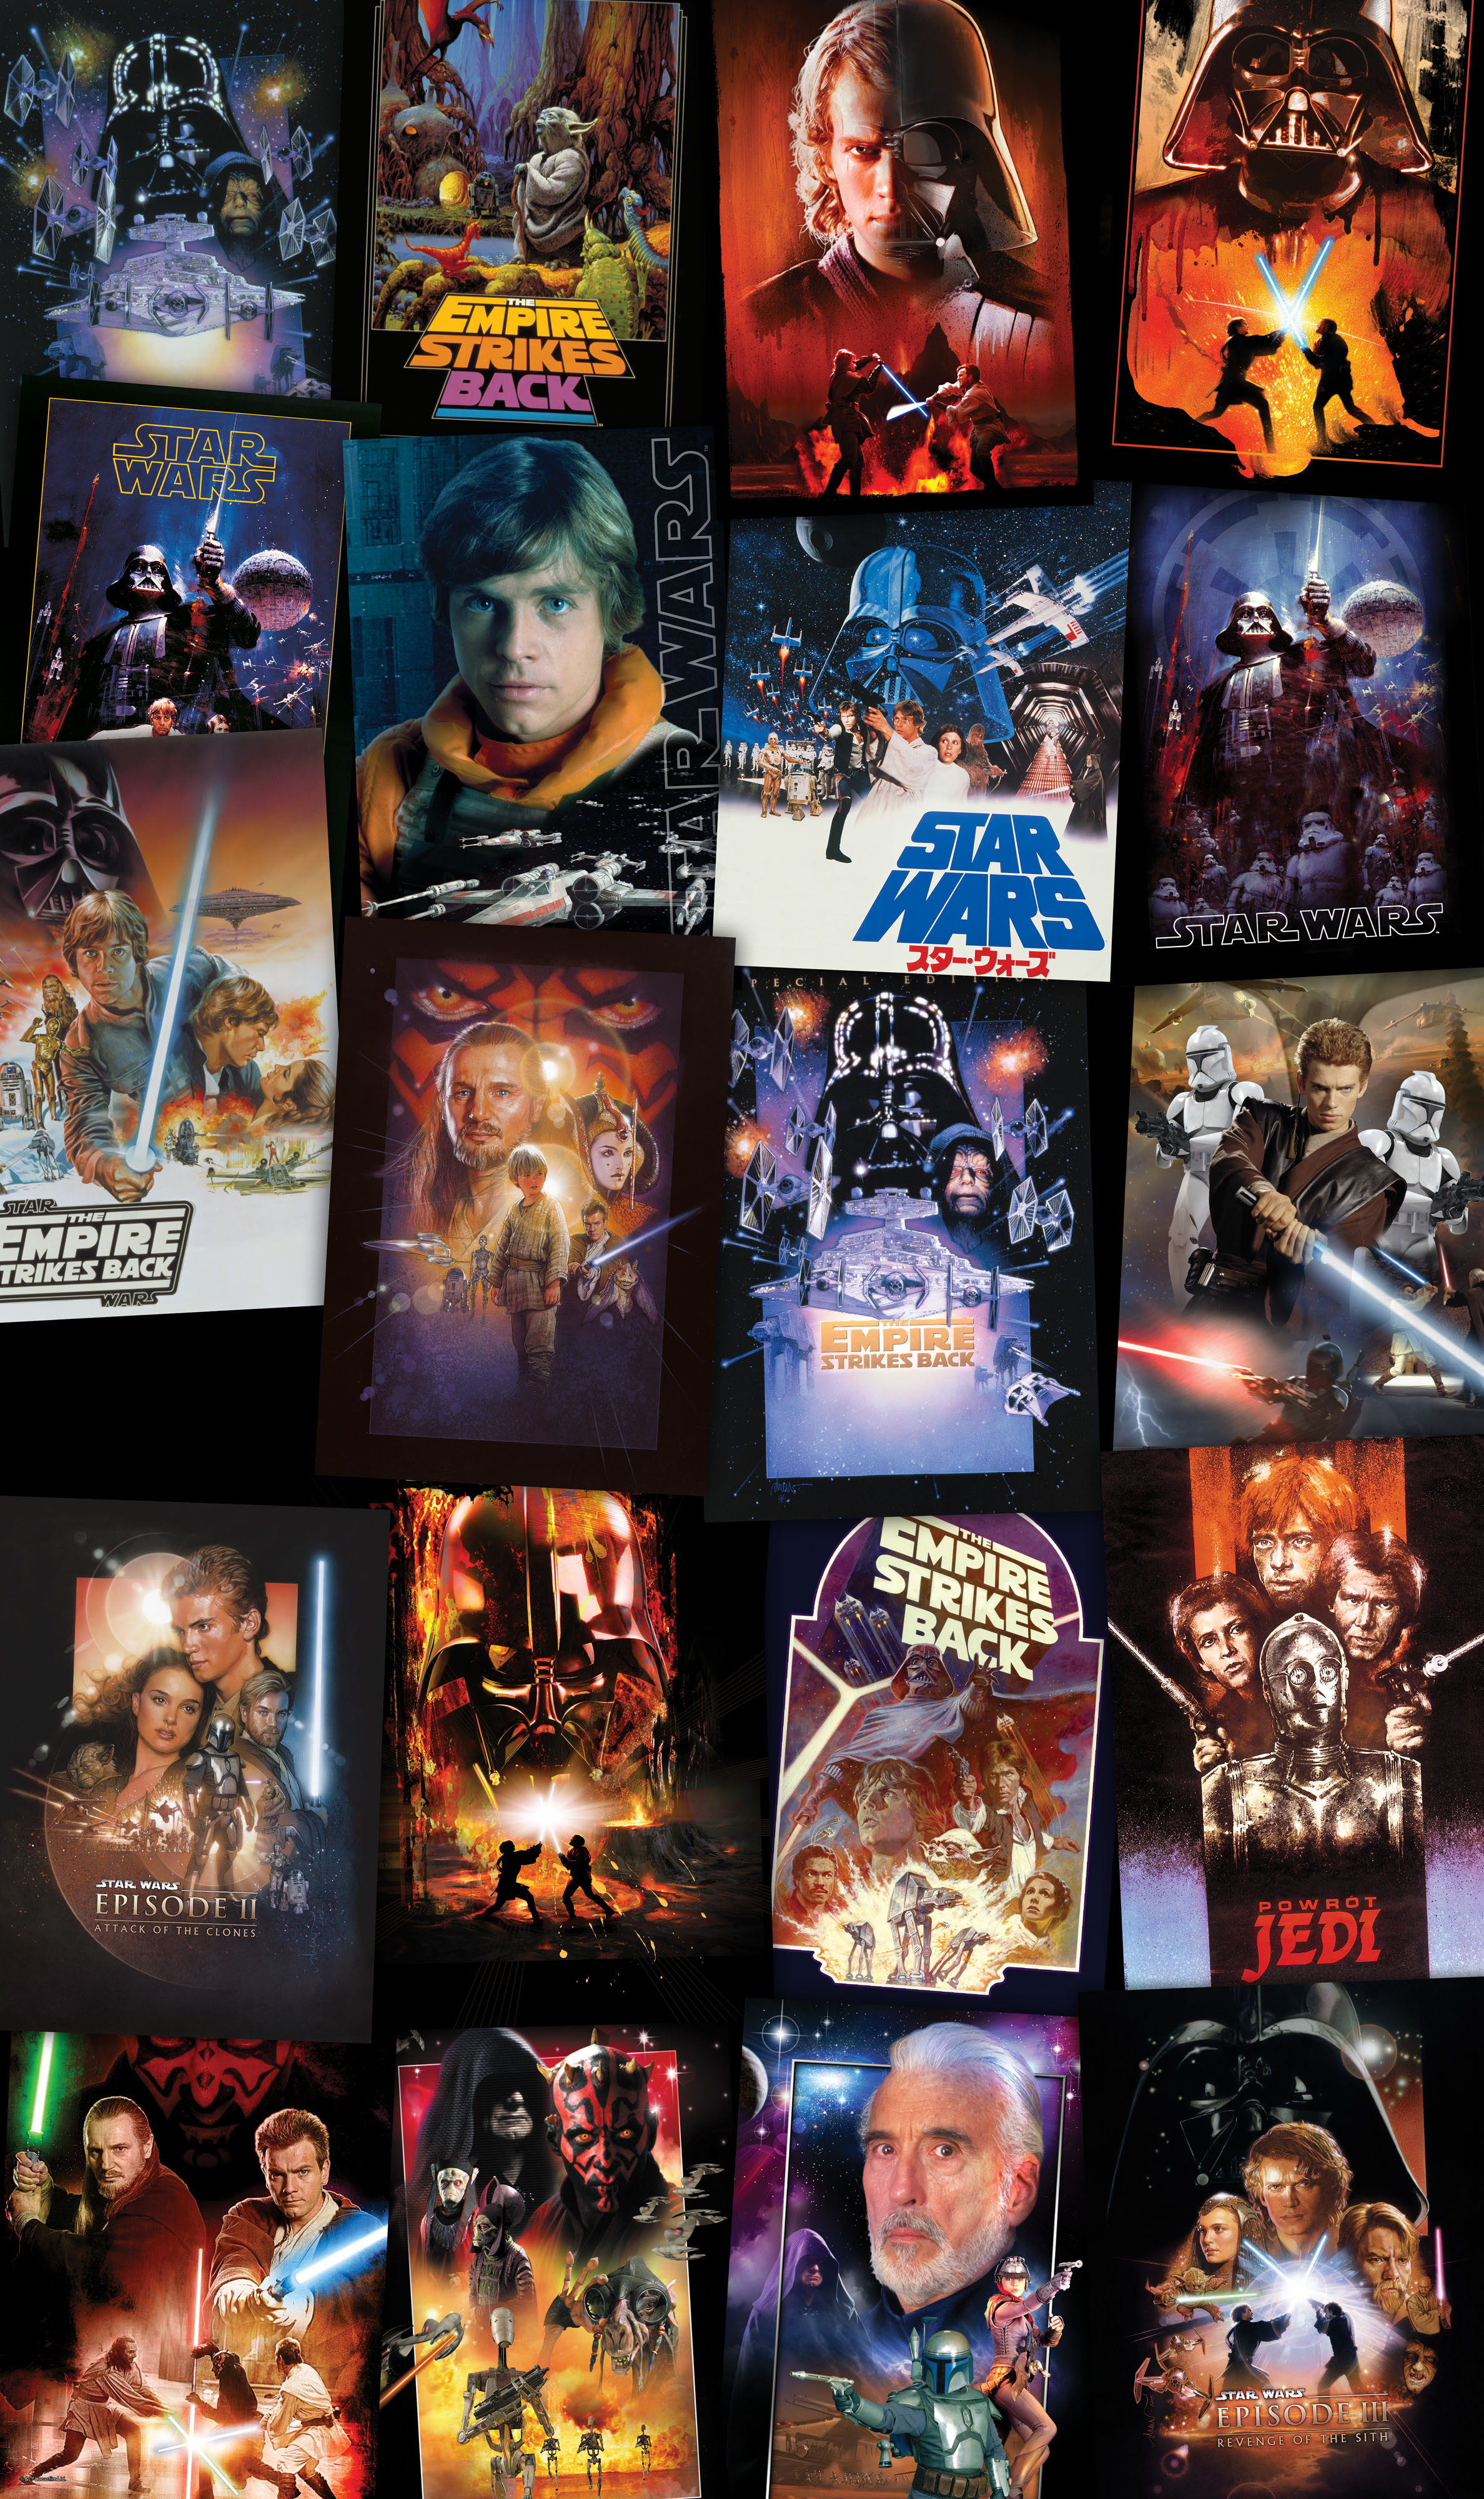 THE
EMPIRE
STRIKES
BACK
STAR
WARS
STAR WARS
STAR
WARS
スター・ウォーズ
STAR WARS
STAR
THE
EMPIRE
TRIKES BACK
WARS
PECIAL EDITION
THE
EMPIRE
STRIKES BACK
STAR WARS
EPISODE II
ATTACK OF THE CLONES
THE
EMPIRE
STRIKES
BACK
POWRÓT
JEDI
STAR WARS
EPISODE III
REVENGE OF THE SITH